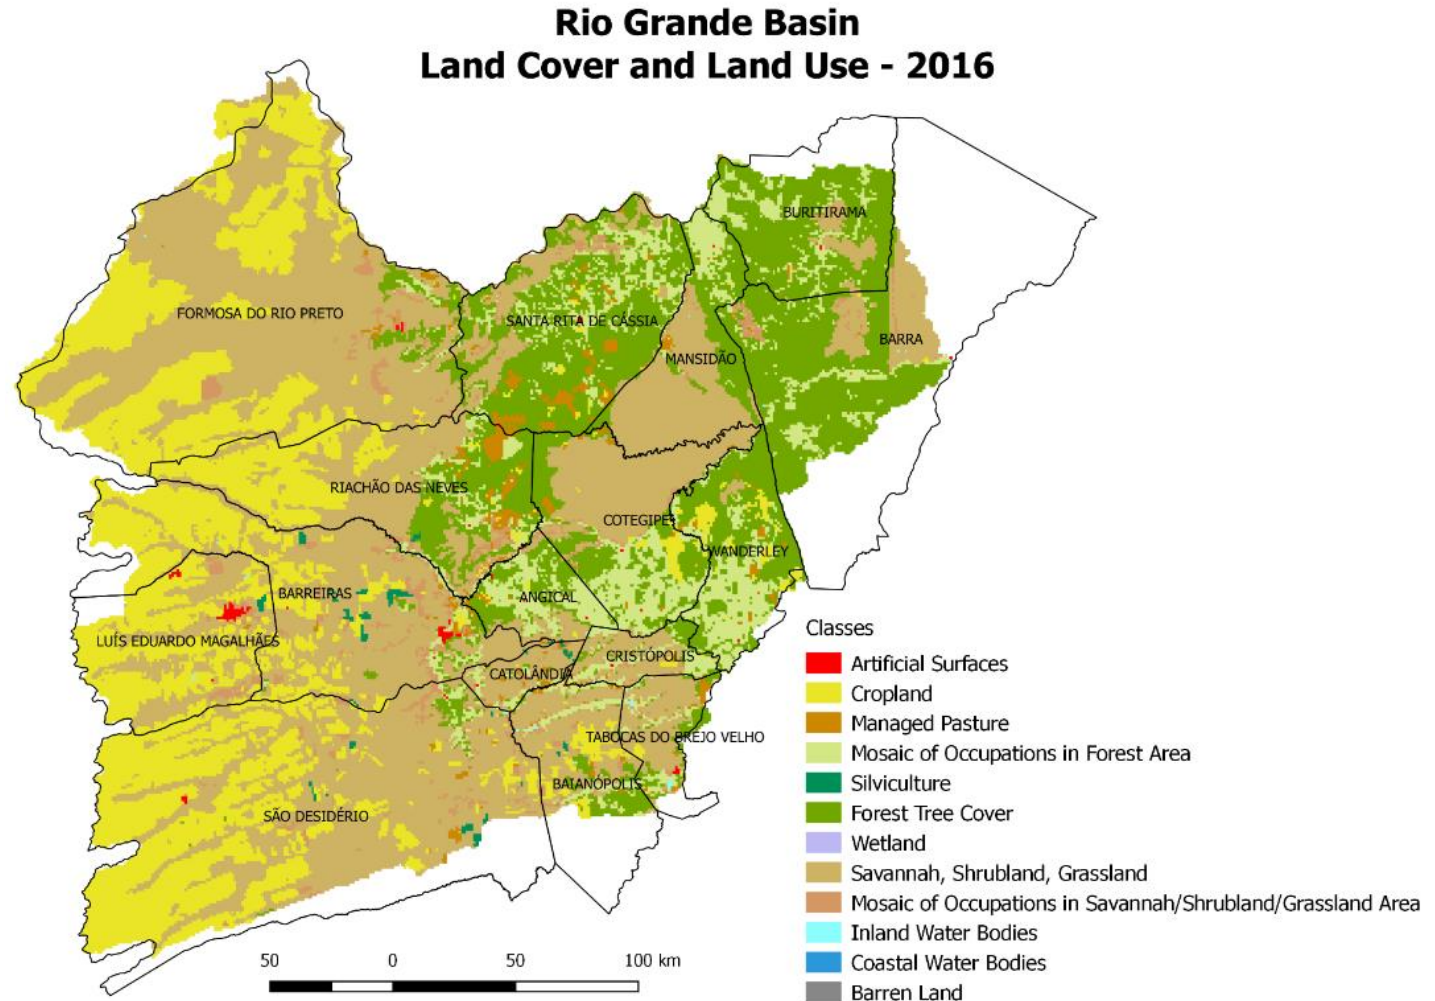 Rio Grande Basin
Land Cover and Land Use - 2016
BURITIRAMA
FORMOSA DO RIO PRETO
SANTA RITA DE CÁSSIA
BARRA
MANSIDÃO
RIACHÃO DAS NEVES
COTEGIPE
WANDERLEY
BARREIRAS
ANGICAL
LUÍS EDUARDO MAGALHÃES
CRISTÓPOLIS
CATOLÂNDIA
TABOCAS DO BREJO VELHO
BAIANÓPOLIS
SÃO DESIDÉRIO
Classes
Artificial Surfaces
Cropland
Managed Pasture
Mosaic of Occupations in Forest Area
Silviculture
Forest Tree Cover
Wetland
Savannah, Shrubland, Grassland
Mosaic of Occupations in Savannah/Shrubland/Grassland Area
Inland Water Bodies
Coastal Water Bodies
Barren Land
50 0 50 100 km